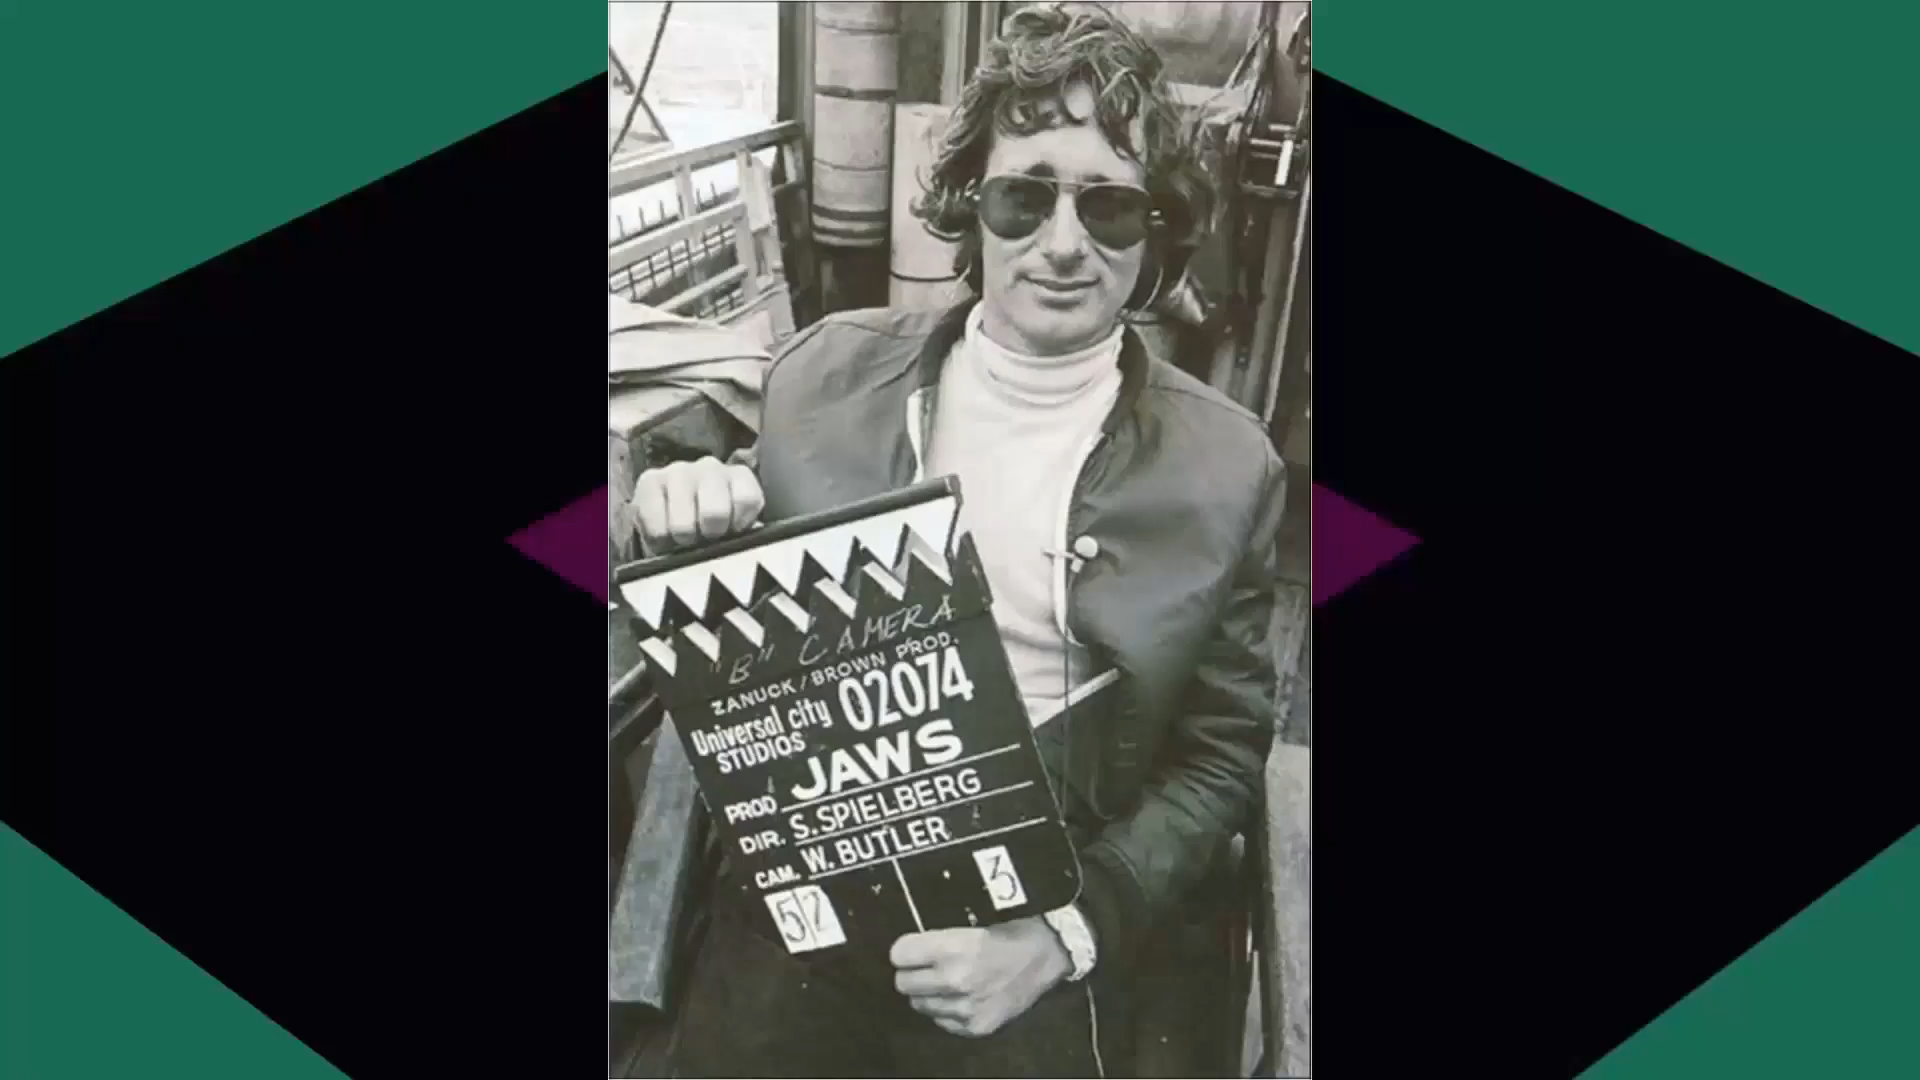 "B" CAMERA
ZANUCK/BROWN PROD.
Universal city 02074
STUDIOS
PROD JAWS
DIR. S. SPIELBERG
CAM. W. BUTLER
52 3